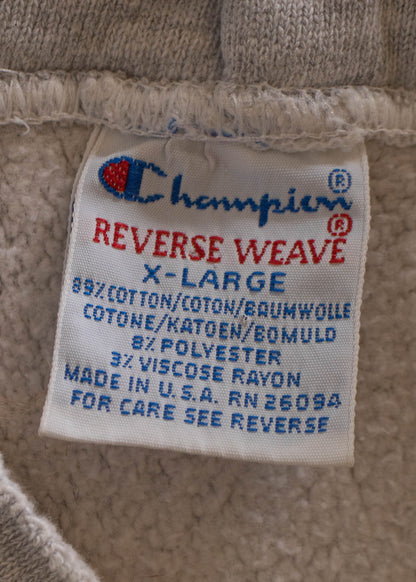 Champion®
REVERSE WEAVE®
X-LARGE
89% COTTON/COTON/BAUMWOLLE
COTONE/KATOEN/BOMULD
8% POLYESTER
3% VISCOSE RAYON
MADE IN U.S.A. RN 26094
FOR CARE SEE REVERSE